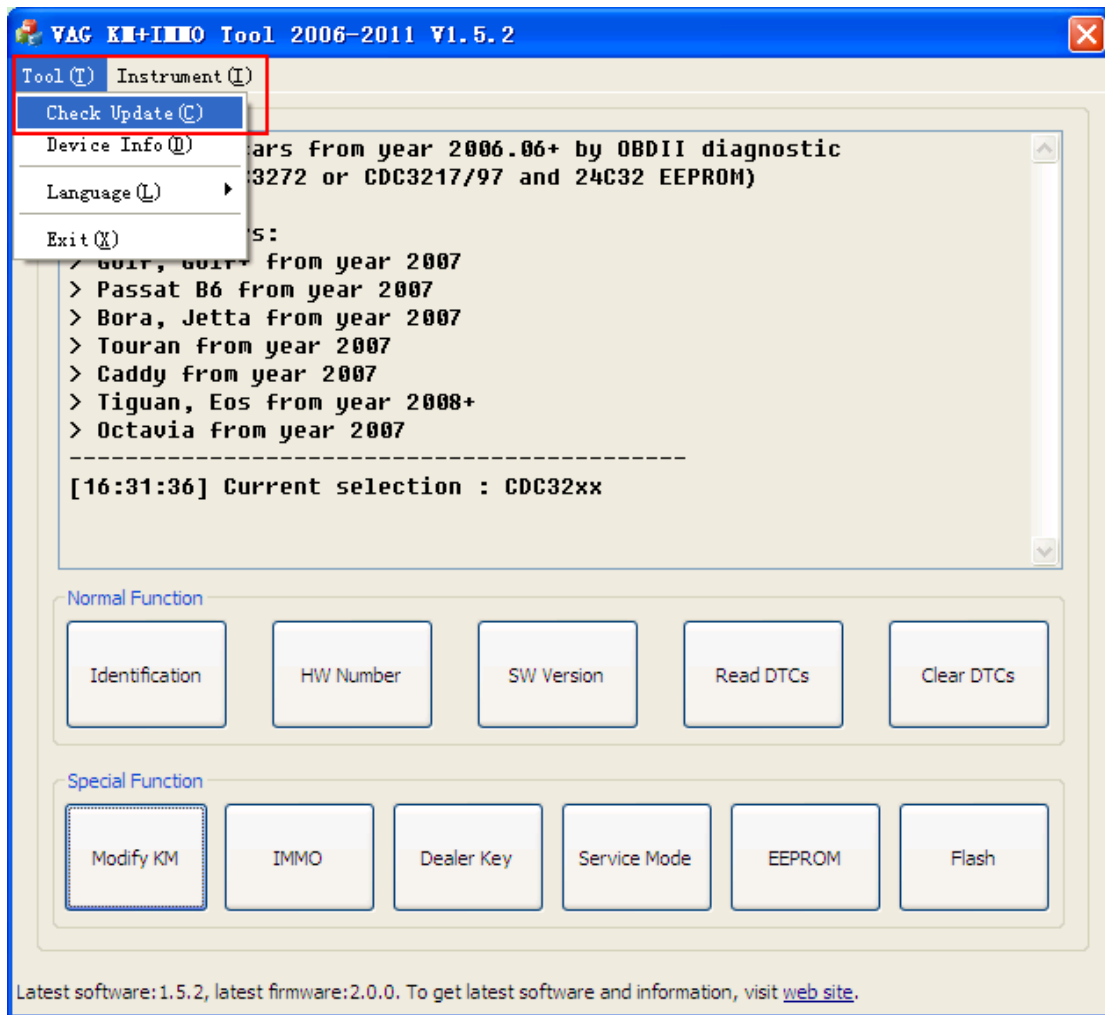 VAG KM+IMMO Tool 2006-2011 V1.5.2
Tool(T) Instrument(I)
Check Update(C)
Device Info(D)
Language(L)
Exit(X)
ars from year 2006.06+ by OBDII diagnostic
3272 or CDC3217/97 and 24C32 EEPROM)
s:
> Golf, Golf+ from year 2007
> Passat B6 from year 2007
> Bora, Jetta from year 2007
> Touran from year 2007
> Caddy from year 2007
> Tiguan, Eos from year 2008+
> Octavia from year 2007
--------------------------------------------
[16:31:36] Current selection : CDC32xx
Normal Function
Identification HW Number SW Version Read DTCs Clear DTCs
Special Function
Modify KM IMMO Dealer Key Service Mode EEPROM Flash
Latest software:1.5.2, latest firmware:2.0.0. To get latest software and information, visit web site.